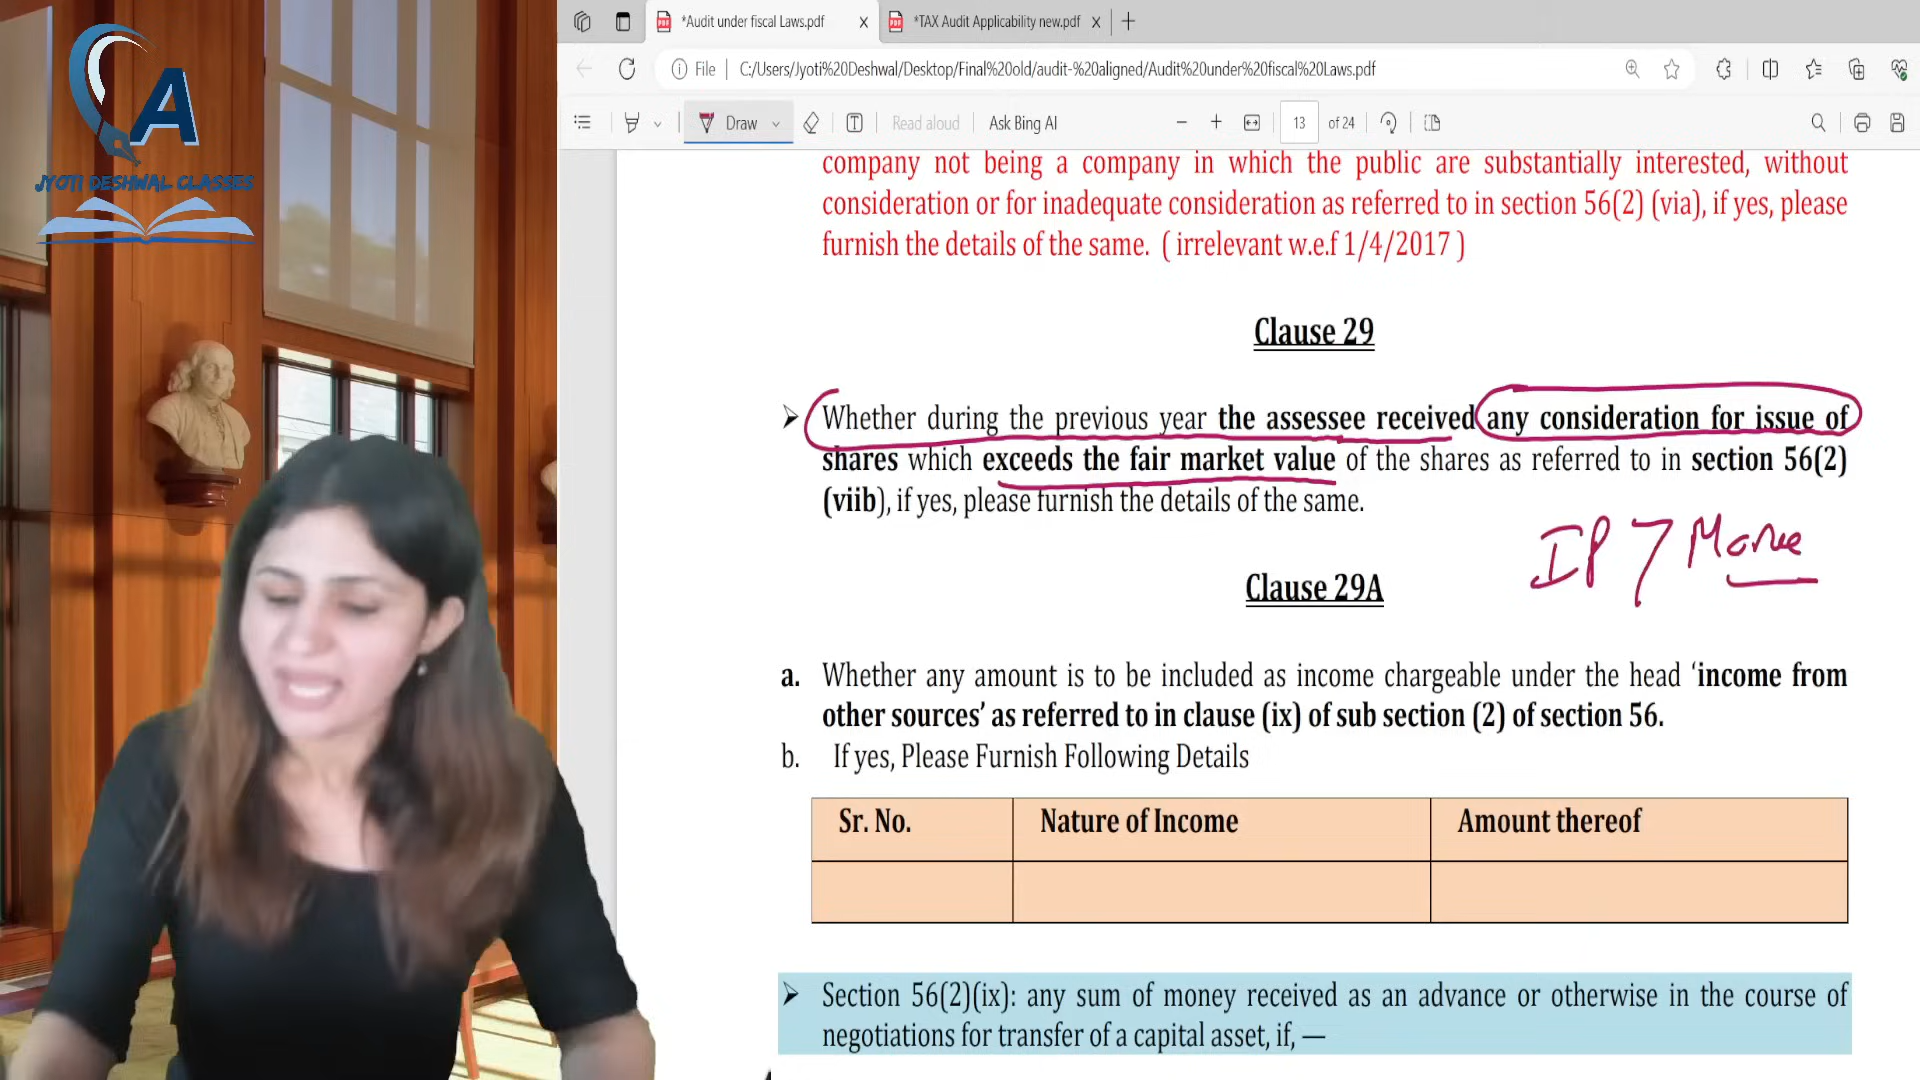 *Audit under fiscal Laws.pdf
*TAX Audit Applicability new.pdf
File
C:/Users/Jyoti%20Deshwal/Desktop/Final%20old/audit-%20aligned/Audit%20under%20fiscal%20Laws.pdf
Draw
Read aloud
Ask Bing AI
13
of 24
A
JYOTI DESHWAL CLASSES
company not being a company in which the public are substantially interested, without
consideration or for inadequate consideration as referred to in section 56(2) (via), if yes, please
furnish the details of the same. ( irrelevant w.e.f 1/4/2017 )
Clause 29
➤ Whether during the previous year the assessee received any consideration for issue of
shares which exceeds the fair market value of the shares as referred to in section 56(2)
(viib), if yes, please furnish the details of the same.
IP >
Clause 29A
a. Whether any amount is to be included as income chargeable under the head ‘income from
other sources’ as referred to in clause (ix) of sub section (2) of section 56.
b. If yes, Please Furnish Following Details
Sr. No. Nature of Income Amount thereof
➤ Section 56(2)(ix): any sum of money received as an advance or otherwise in the course of
negotiations for transfer of a capital asset, if, —